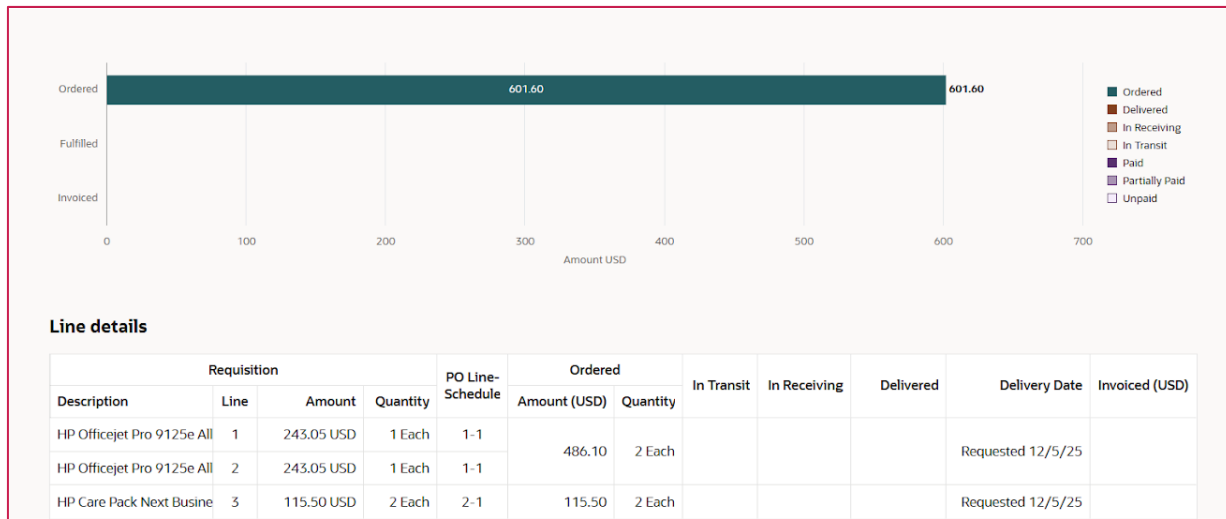 Ordered
601.60
601.60
Fulfilled
Invoiced
0 100 200 300 400 500 600 700
Amount USD
Ordered
Delivered
In Receiving
In Transit
Paid
Partially Paid
Unpaid
Line details
Requisition PO Line-Schedule Ordered In Transit In Receiving Delivered Delivery Date Invoiced (USD)
Description Line Amount Quantity Amount (USD) Quantity
HP Officejet Pro 9125e All 1 243.05 USD 1 Each 1-1 486.10 2 Each Requested 12/5/25
HP Officejet Pro 9125e All 2 243.05 USD 1 Each 1-1
HP Care Pack Next Busine 3 115.50 USD 2 Each 2-1 115.50 2 Each Requested 12/5/25